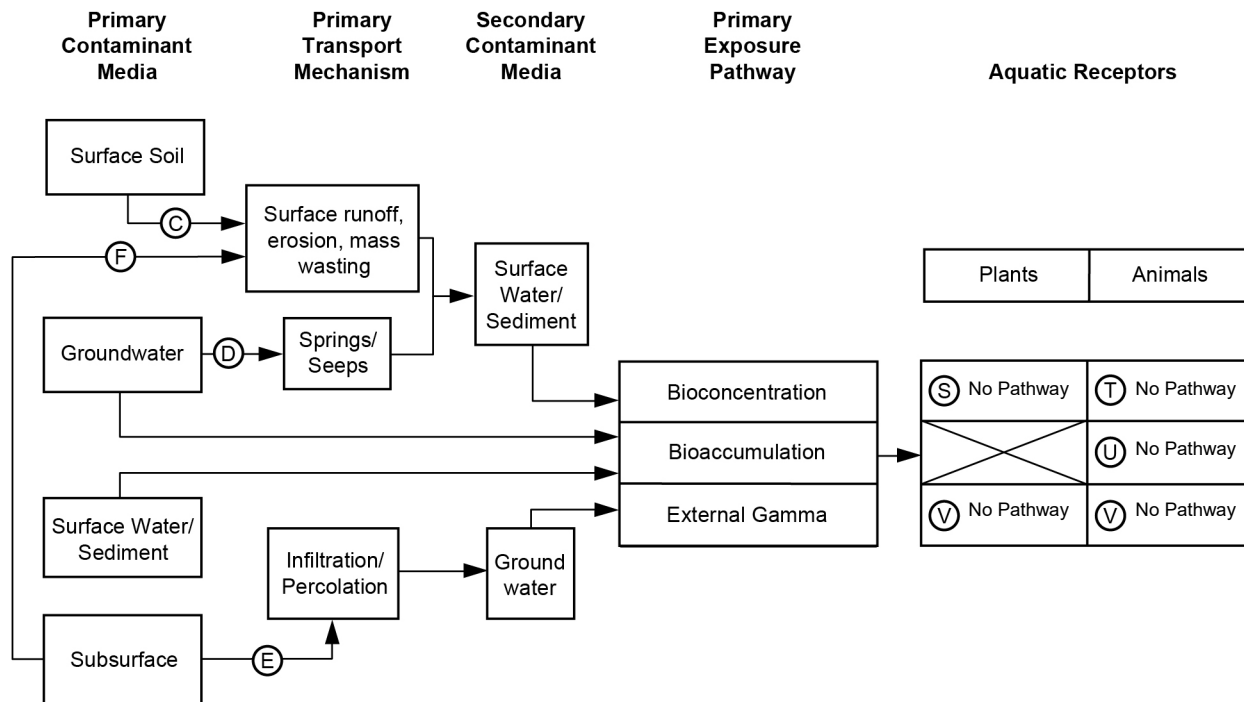 Primary
Contaminant
Media
Primary
Transport
Mechanism
Secondary
Contaminant
Media
Primary
Exposure
Pathway
Aquatic Receptors
Surface Soil
C
F
Surface runoff,
erosion, mass
wasting
Surface
Water/
Sediment
Plants
Animals
Groundwater
D
Springs/
Seeps
Bioconcentration
S No Pathway
T No Pathway
Bioaccumulation
U No Pathway
External Gamma
V No Pathway
V No Pathway
Surface Water/
Sediment
Infiltration/
Percolation
Ground
water
Subsurface
E